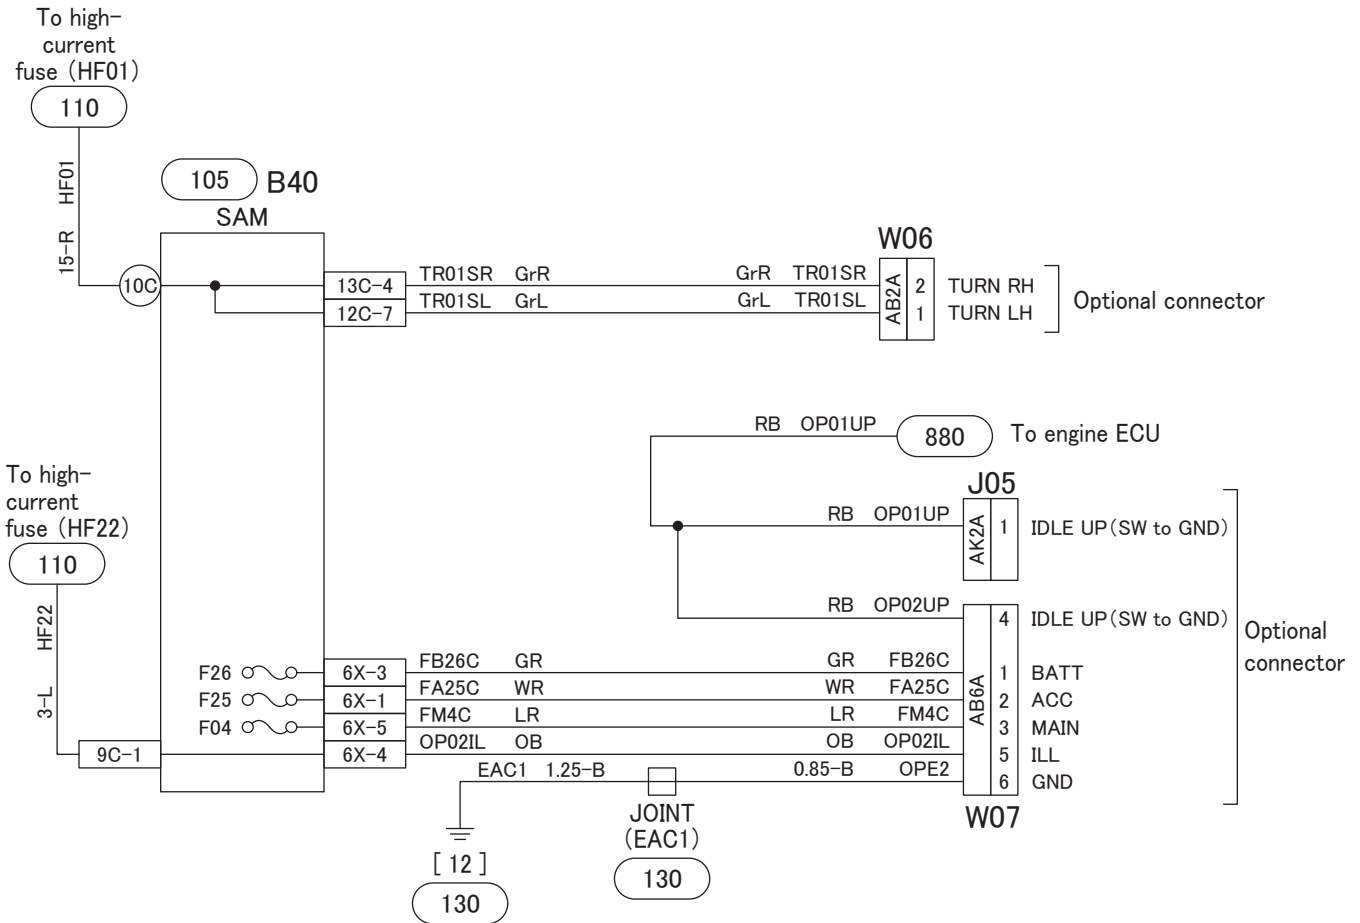 To high-
current
fuse (HF01)
110
HF01
15-R
105 B40
SAM
10C
13C-4 TR01SR GrR GrR TR01SR
12C-7 TR01SL GrL GrL TR01SL
W06
AB2A
2 TURN RH
1 TURN LH
Optional connector
RB OP01UP 880 To engine ECU
J05
RB OP01UP AK2A 1 IDLE UP (SW to GND)
RB OP02UP 4 IDLE UP (SW to GND)
Optional
connector
To high-
current
fuse (HF22)
110
HF22
3-L
9C-1
F26 6X-3 FB26C GR GR FB26C 1 BATT
F25 6X-1 FA25C WR WR FA25C 2 ACC
F04 6X-5 FM4C LR LR FM4C 3 MAIN
6X-4 OP02IL OB OB OP02IL 5 ILL
EAC1 1.25-B 0.85-B OPE2 6 GND
AB6A
W07
JOINT
(EAC1)
130
[ 12 ]
130